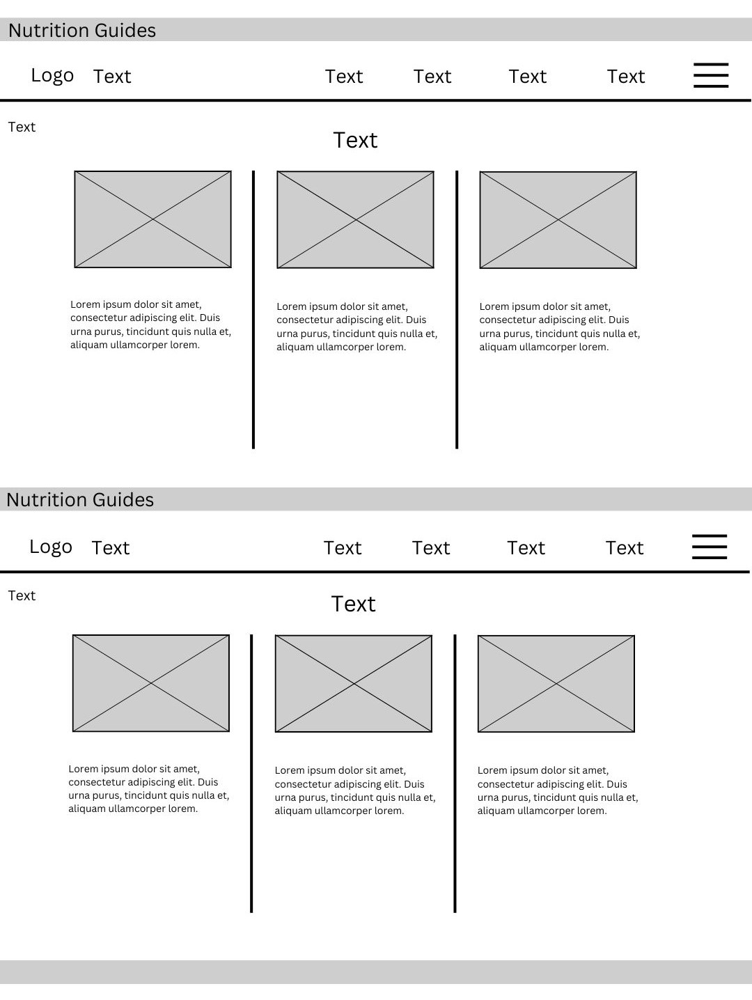 Nutrition Guides
Logo Text Text Text Text Text
Text
Text
Lorem ipsum dolor sit amet,
consectetur adipiscing elit. Duis
urna purus, tincidunt quis nulla et,
aliquam ullamcorper lorem.
Lorem ipsum dolor sit amet,
consectetur adipiscing elit. Duis
urna purus, tincidunt quis nulla et,
aliquam ullamcorper lorem.
Lorem ipsum dolor sit amet,
consectetur adipiscing elit. Duis
urna purus, tincidunt quis nulla et,
aliquam ullamcorper lorem.
Nutrition Guides
Logo Text Text Text Text Text
Text
Text
Lorem ipsum dolor sit amet,
consectetur adipiscing elit. Duis
urna purus, tincidunt quis nulla et,
aliquam ullamcorper lorem.
Lorem ipsum dolor sit amet,
consectetur adipiscing elit. Duis
urna purus, tincidunt quis nulla et,
aliquam ullamcorper lorem.
Lorem ipsum dolor sit amet,
consectetur adipiscing elit. Duis
urna purus, tincidunt quis nulla et,
aliquam ullamcorper lorem.